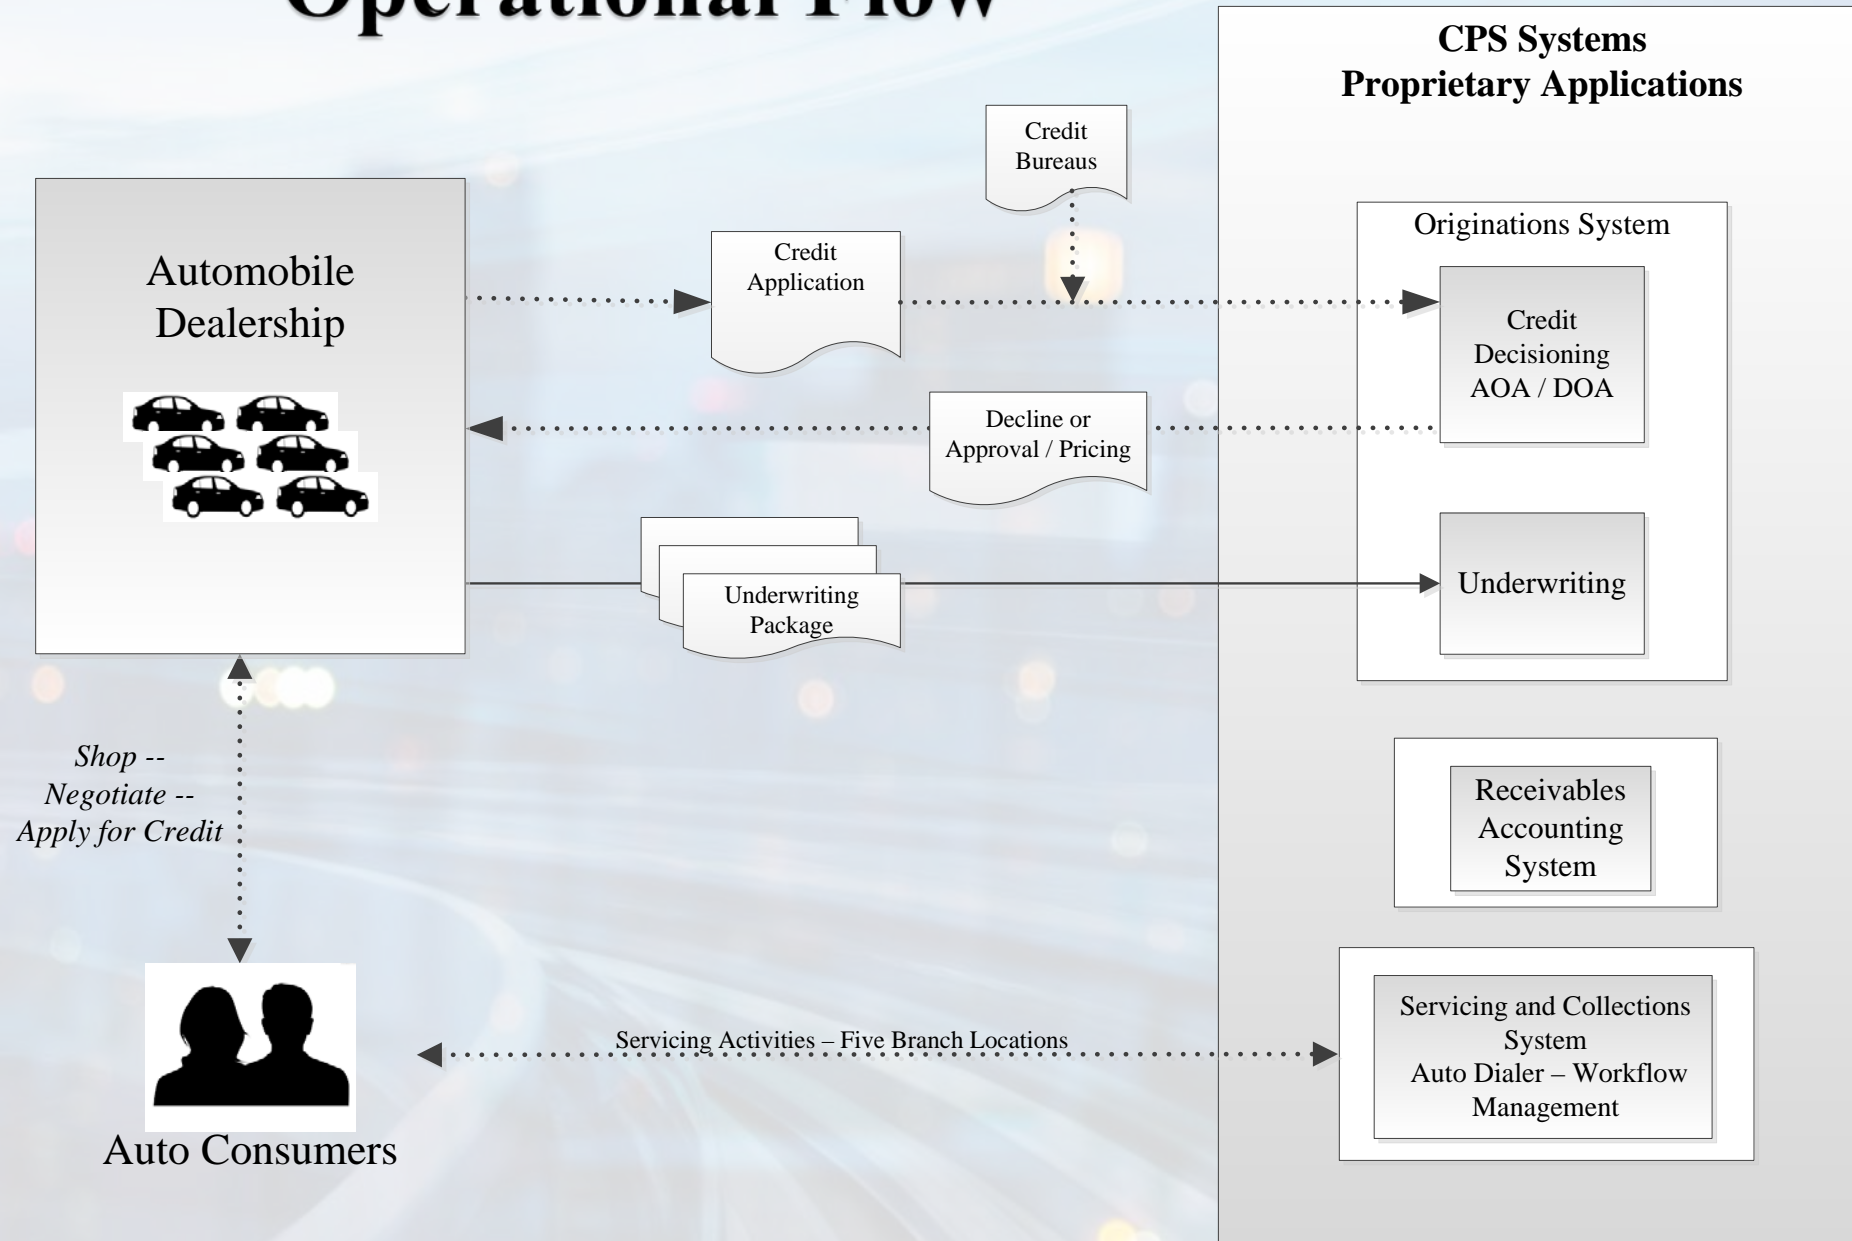 Operational Flow
CPS Systems
Proprietary Applications
Credit
Bureaus
Originations System
Automobile
Dealership
Credit
Application
Credit
Decisioning
AOA / DOA
Decline or
Approval / Pricing
Underwriting
Package
Underwriting
Shop --
Negotiate --
Apply for Credit
Receivables
Accounting
System
Servicing Activities – Five Branch Locations
Servicing and Collections
System
Auto Dialer – Workflow
Management
Auto Consumers